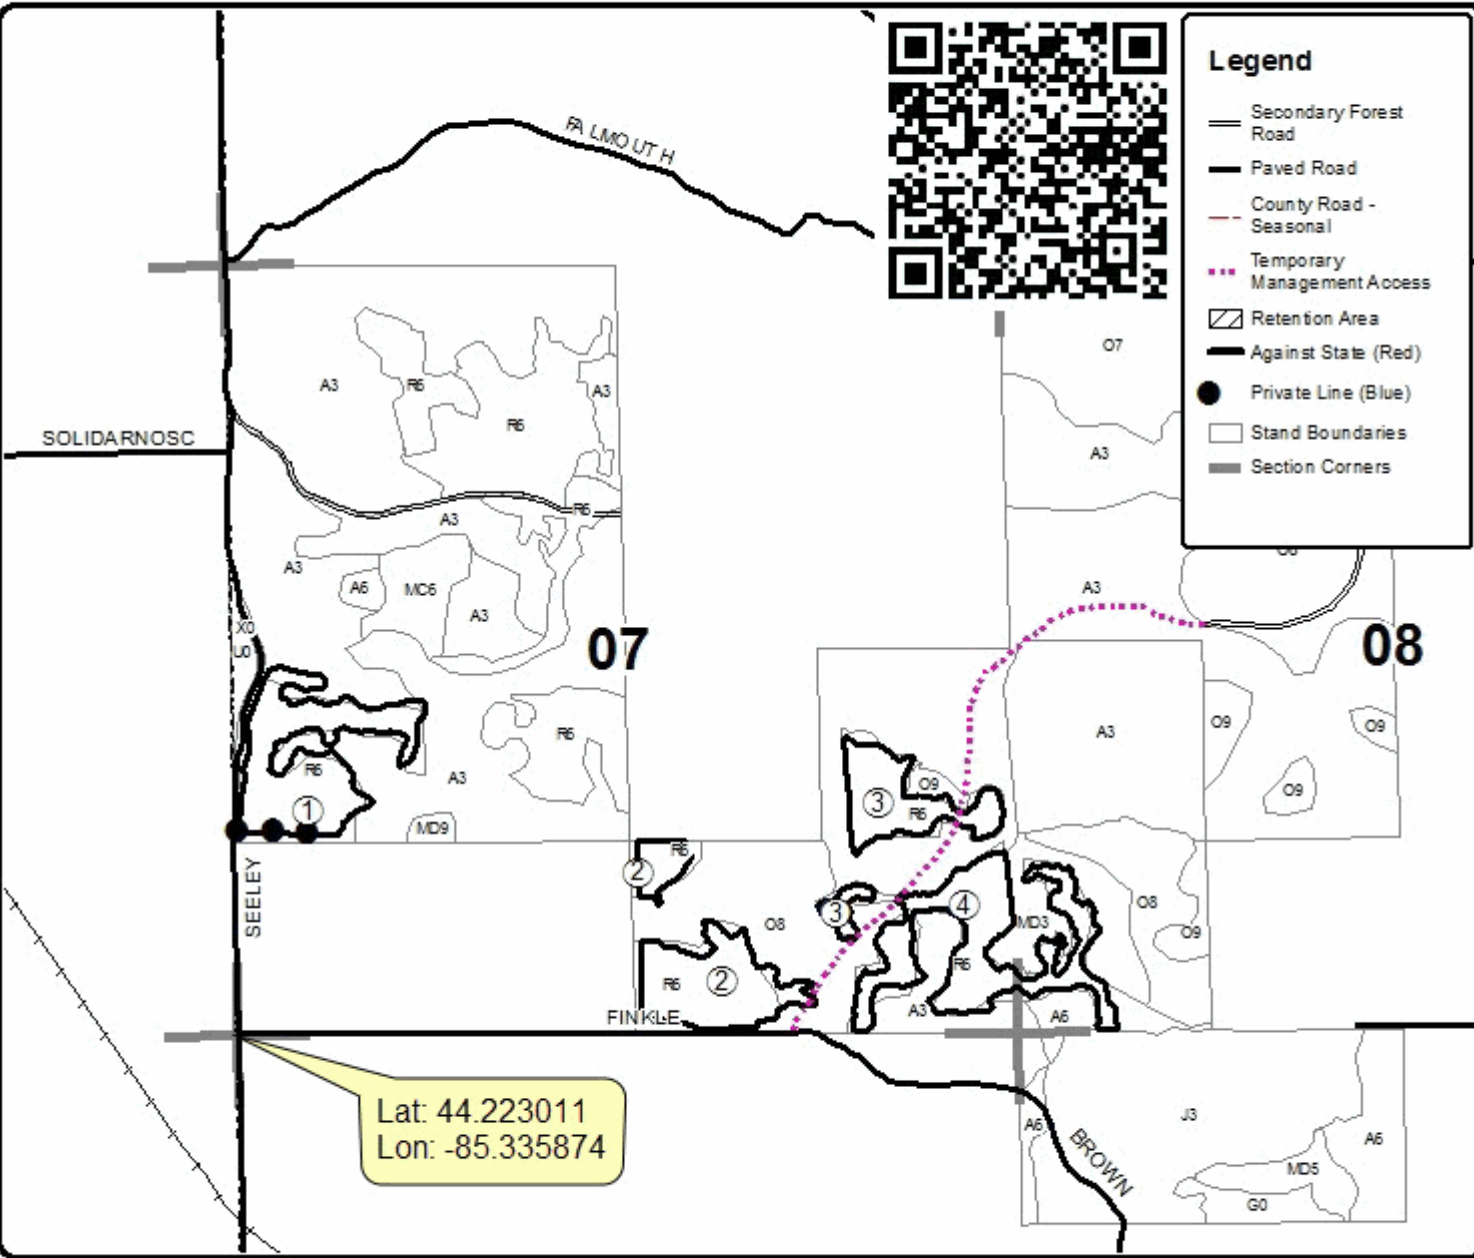 FALMOUTH
Legend
Secondary Forest
Road
Paved Road
County Road -
Seasonal
Temporary
Management Access
Retention Area
Against State (Red)
Private Line (Blue)
Stand Boundaries
Section Corners
O7
A3
R6
A3
R6
SOLIDARNOSC
A3
R6
A3
A3
A6
MC6
A3
A3
X0
07
08
R6
A3
O9
O9
R6
A3
O9
O9
1
3
R6
MD9
SEELEY
R6
2
O8
3
4
MD3
O8
O9
R6
2
R6
A3
A6
FINKLE
Lat: 44.223011
Lon: -85.335874
J3
A6
A6
BROWN
MD5
G0